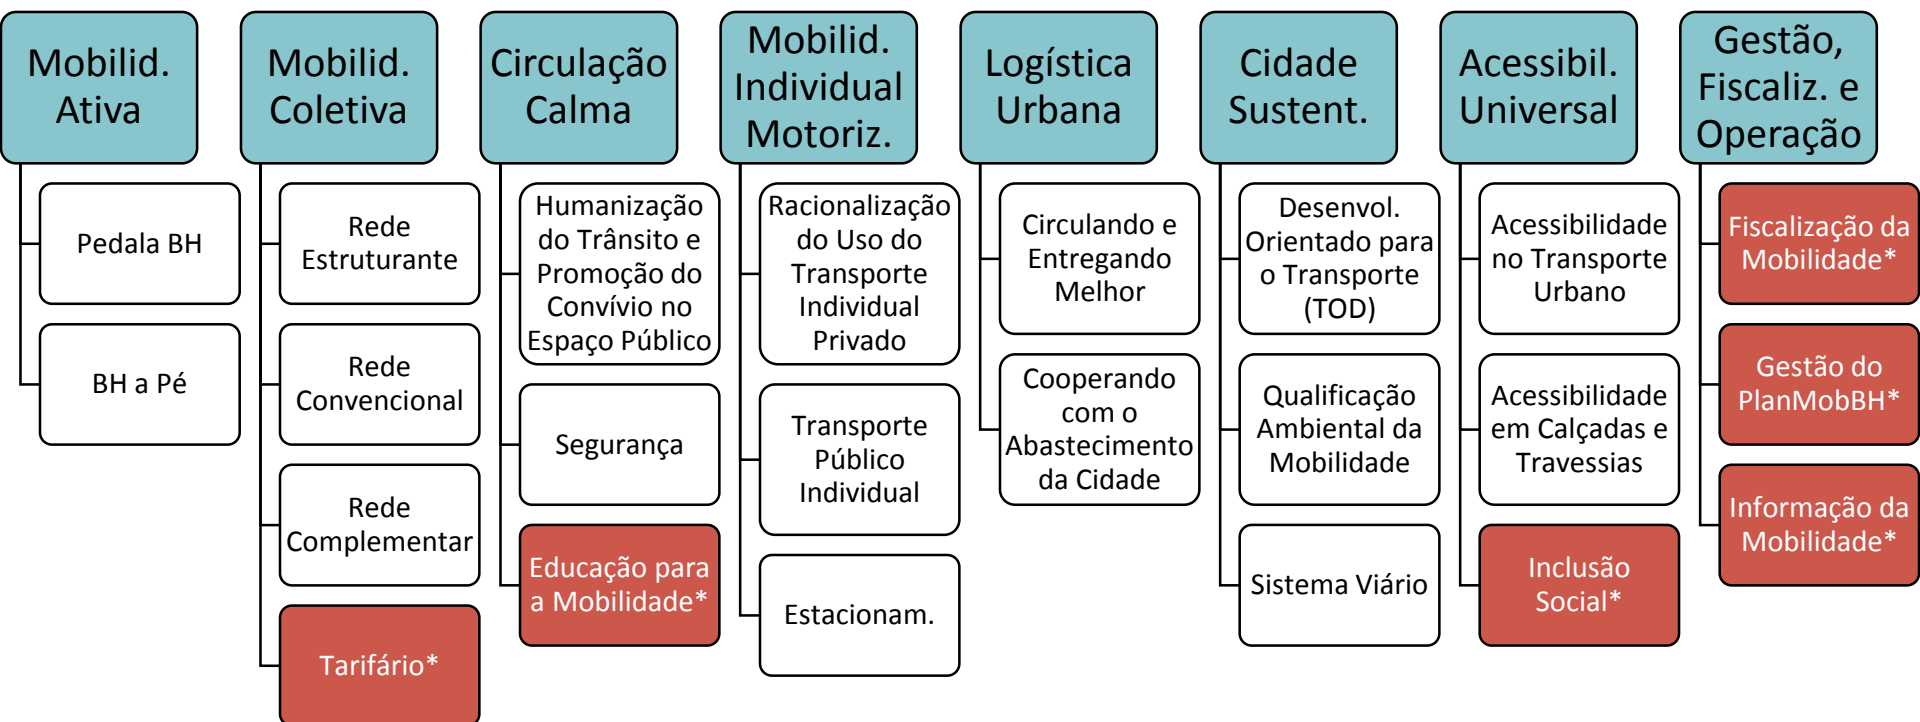 Mobilid.
Ativa
Pedala BH
BH a Pé
Mobilid.
Coletiva
Rede
Estruturante
Rede
Convencional
Rede
Complementar
Tarifário*
Circulação
Calma
Humanização
do Trânsito e
Promoção do
Convívio no
Espaço Público
Segurança
Educação para
a Mobilidade*
Mobilid.
Individual
Motoriz.
Racionalização
do Uso do
Transporte
Individual
Privado
Transporte
Público
Individual
Estacionam.
Logística
Urbana
Circulando e
Entregando
Melhor
Cooperando
com o
Abastecimento
da Cidade
Cidade
Sustent.
Desenvol.
Orientado para
o Transporte
(TOD)
Qualificação
Ambiental da
Mobilidade
Sistema Viário
Acessibil.
Universal
Acessibilidade
no Transporte
Urbano
Acessibilidade
em Calçadas e
Travessias
Inclusão
Social*
Gestão,
Fiscaliz. e
Operação
Fiscalização da
Mobilidade*
Gestão do
PlanMobBH*
Informação da
Mobilidade*